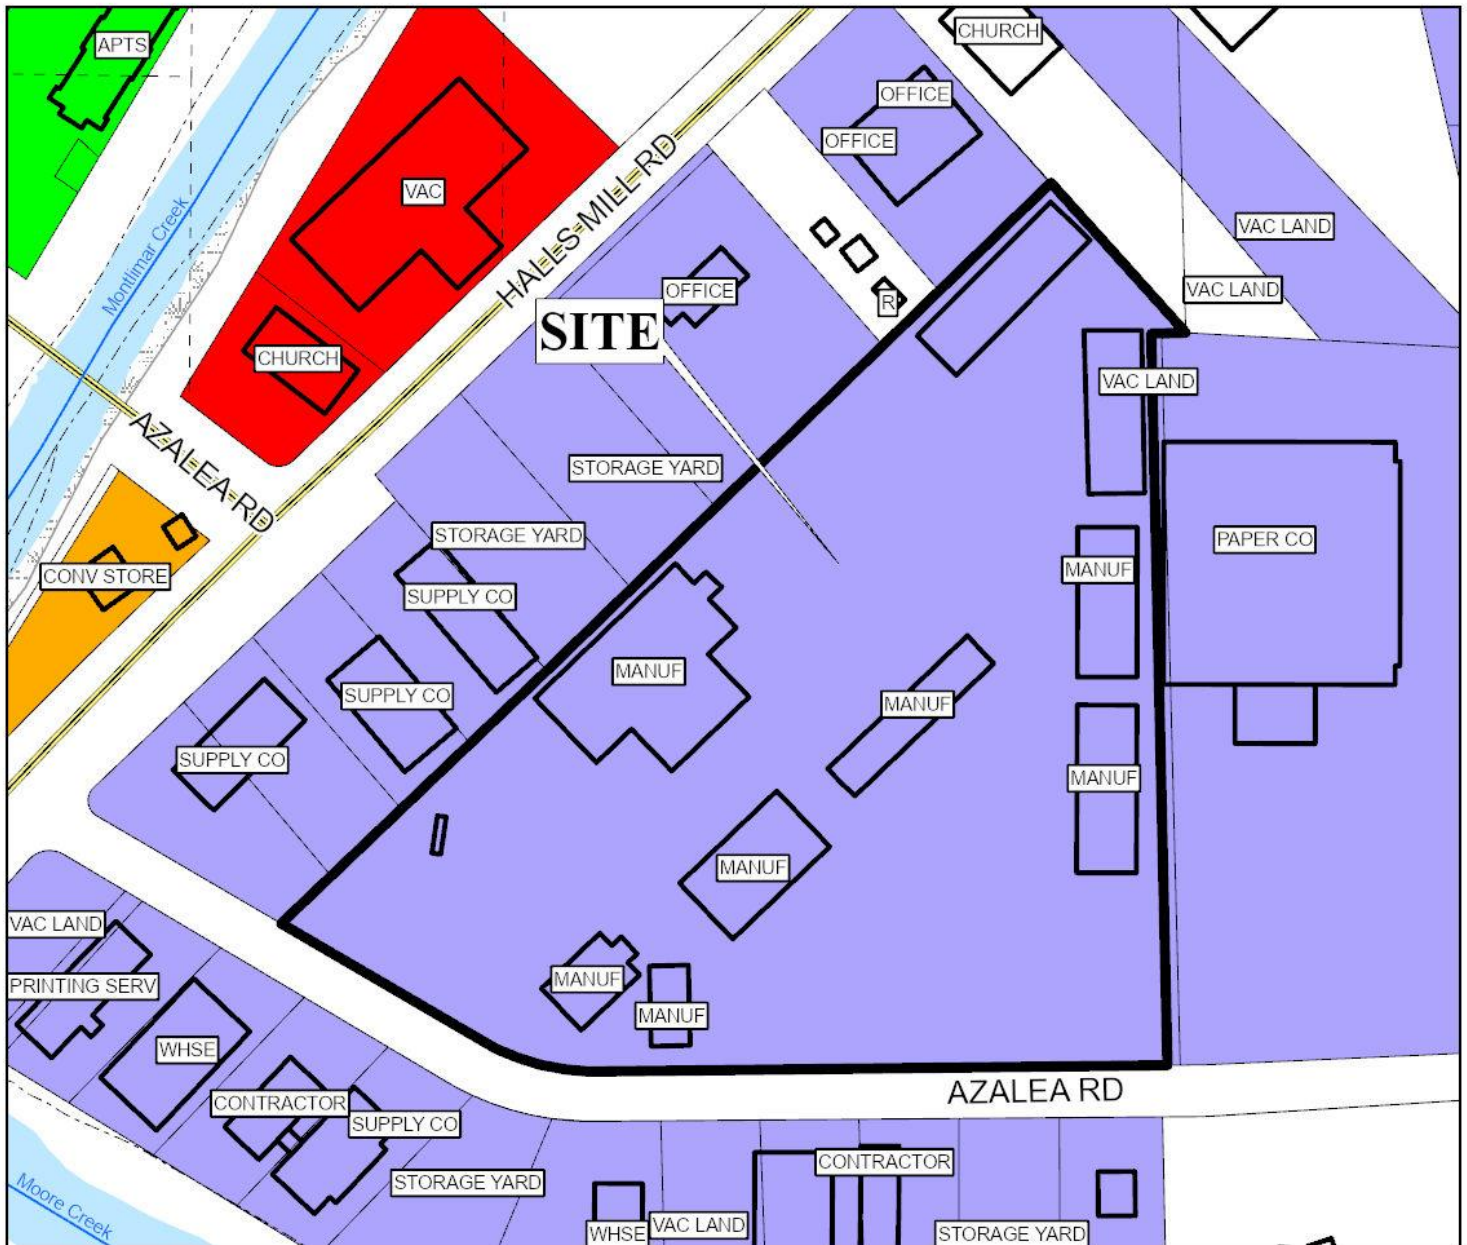 APTS
CHURCH
OFFICE
OFFICE
VAC
VAC LAND
Montlimar Creek
HALLS MILL RD
OFFICE
R
VAC LAND
SITE
CHURCH
VAC LAND
AZALEA RD
STORAGE YARD
STORAGE YARD
PAPER CO
CONV STORE
MANUF
SUPPLY CO
MANUF
SUPPLY CO
MANUF
SUPPLY CO
MANUF
MANUF
VAC LAND
MANUF
PRINTING SERV
MANUF
WHSE
AZALEA RD
CONTRACTOR
SUPPLY CO
CONTRACTOR
STORAGE YARD
Moore Creek
VAC LAND
WHSE
STORAGE YARD